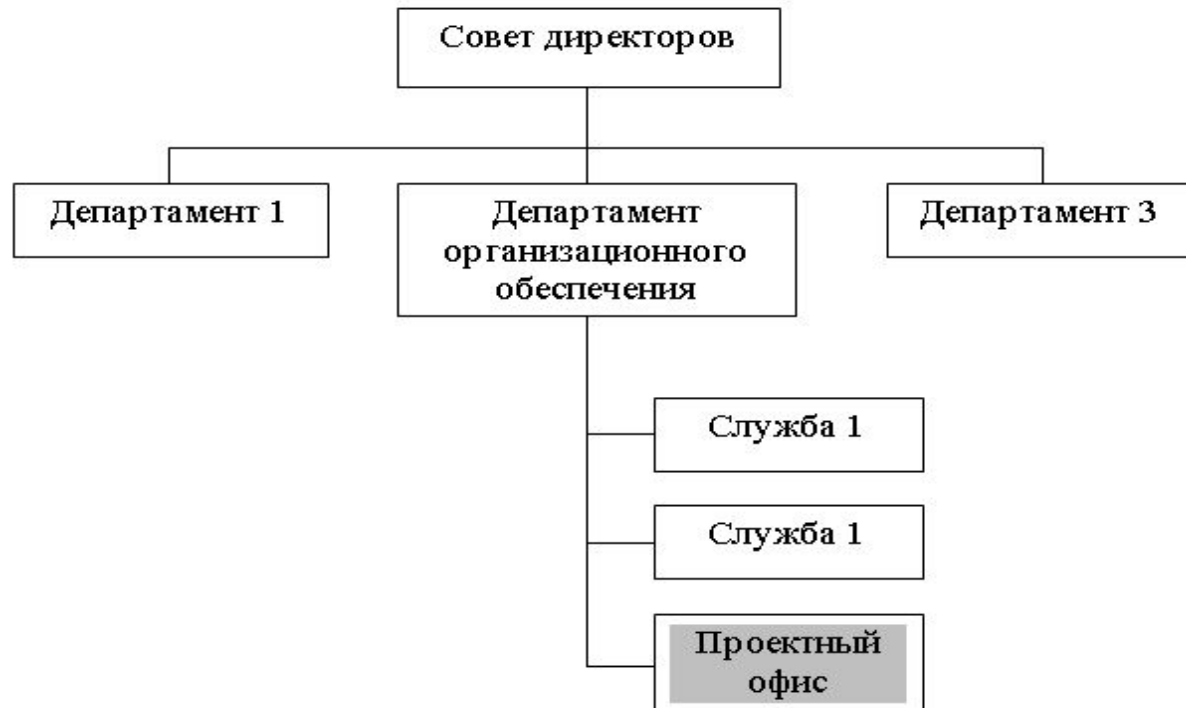 Совет директоров
Департамент 1
Департамент
организационного
обеспечения
Департамент 3
Служба 1
Служба 1
Проектный
офис